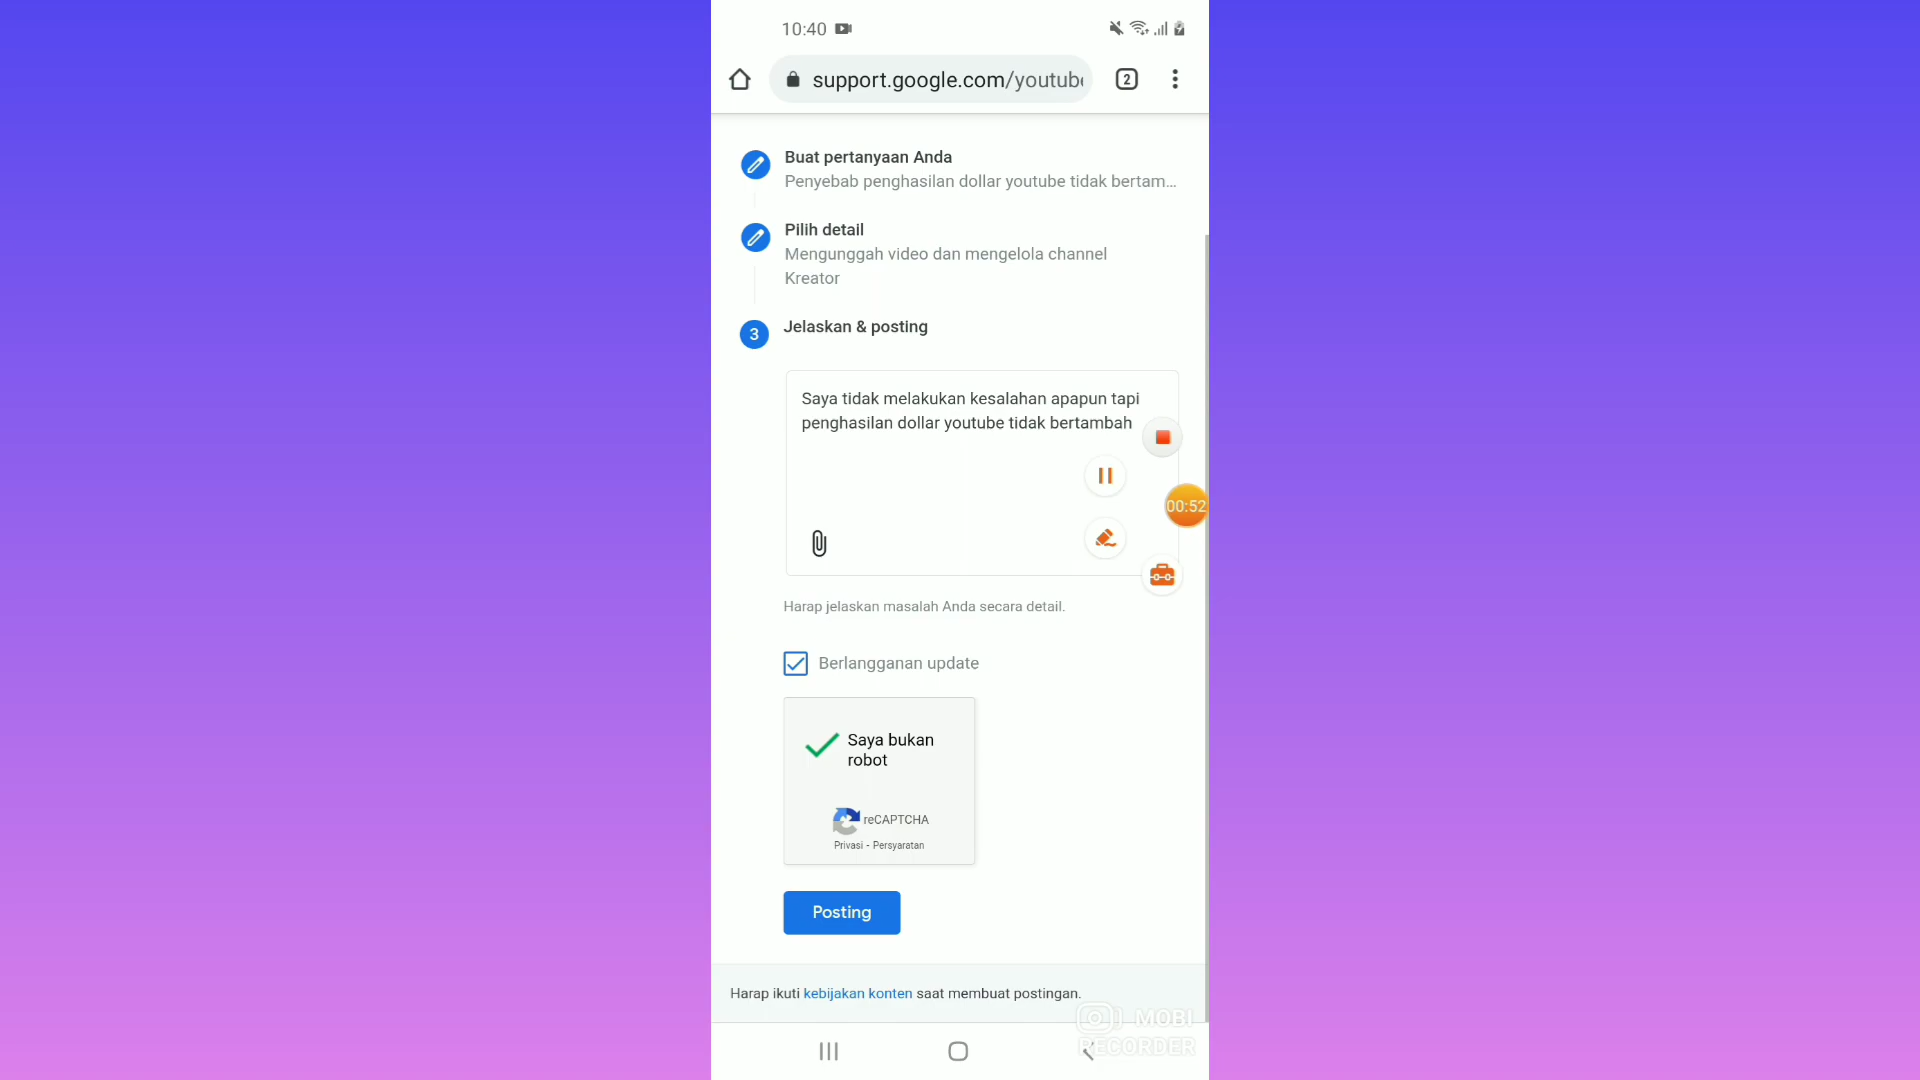 10:40
support.google.com/youtube
2
Buat pertanyaan Anda
Penyebab penghasilan dollar youtube tidak bertam...
Pilih detail
Mengunggah video dan mengelola channel
Kreator
3
Jelaskan & posting
Saya tidak melakukan kesalahan apapun tapi
penghasilan dollar youtube tidak bertambah
00:52
Harap jelaskan masalah Anda secara detail.
Berlangganan update
Saya bukan
robot
reCAPTCHA
Privasi - Persyaratan
Posting
Harap ikuti kebijakan konten saat membuat postingan.
MOBI
RECORDER